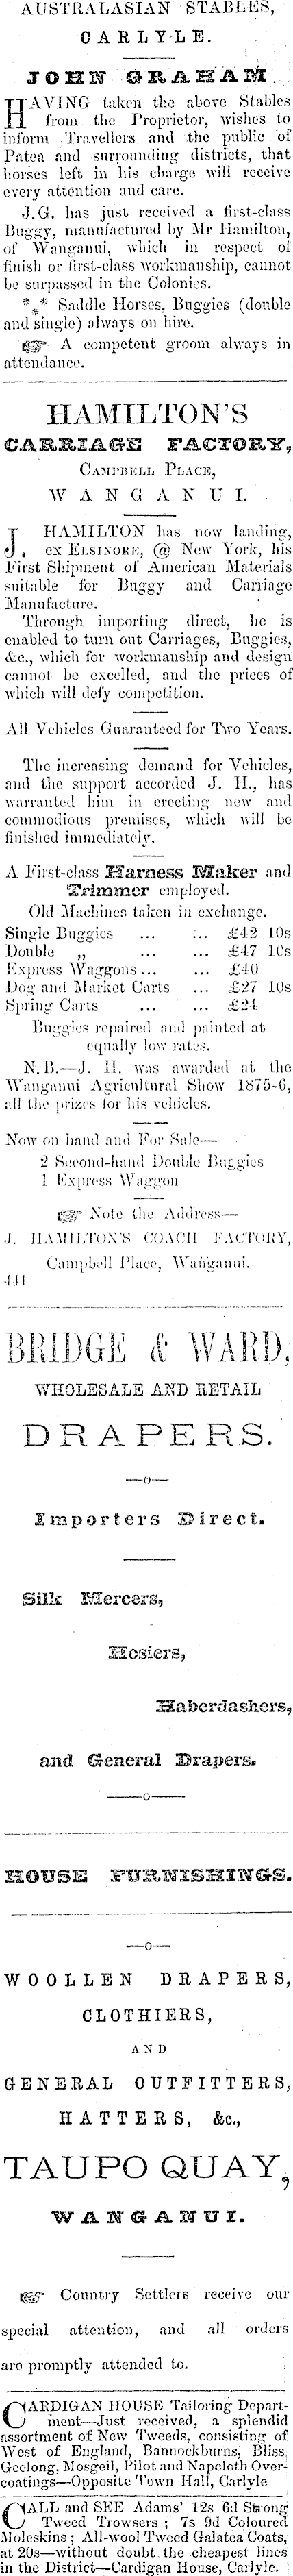 AUSTRALASIAN STABLES,
CARLYLE.
JOHN GRAHAM.
HAVING taken the above Stables
from the Proprietor, wishes to
inform Travellers and the public of
Patea and surrounding districts, that
horses left in his charge will receive
every attention and care.
J.G. has just received a first-class
Buggy, manufactured by Mr Hamilton,
of Wanganui, which in respect of
finish or first-class workmanship, cannot
be surpassed in the Colonies.
*** Saddle Horses, Buggies (double
and single) always on hire.
☞ A competent groom always in
attendance.
HAMILTON'S
CARRIAGE FACTORY,
CAMPBELL PLACE,
WANGANUI.
J. HAMILTON has now landing,
ex ELSINORE, @ New York, his
First Shipment of American Materials
suitable for Buggy and Carriage
Manufacture.
Through importing direct, he is
enabled to turn out Carriages, Buggies,
&c., which for workmanship and design
cannot be excelled, and the prices of
which will defy competition.
All Vehicles Guaranteed for Two Years.
The increasing demand for Vehicles,
and the support accorded J. H., has
warranted him in erecting new and
commodious premises, which will be
finished immediately.
A First-class Harness Maker and
Trimmer employed.
Old Machines taken in exchange.
Single Buggies ... ... £42 10s
Double „ ... ... £47 10s
Express Waggons ... ... £40
Dog and Market Carts ... £27 10s
Spring Carts ... ... £24
Buggies repaired and painted at
equally low rates.
N.B.—J. H. was awarded at the
Wanganui Agricultural Show 1875-6,
all the prizes for his vehicles.
Now on hand and For Sale—
2 Second-hand Double Buggies
1 Express Waggon
☞ Note the Address—
J. HAMILTON'S COACH FACTORY,
Campbell Place, Wanganui.
441
BRIDGE & WARD,
WHOLESALE AND RETAIL
DRAPERS.
—o—
Importers Direct.
Silk Mercers,
Hosiers,
Haberdashers,
and General Drapers.
—o—
HOUSE FURNISHINGS.
—o—
WOOLLEN DRAPERS,
CLOTHIERS,
AND
GENERAL OUTFITTERS,
HATTERS, &c.,
TAUPO QUAY,
WANGANUI.
☞ Country Settlers receive our
special attention, and all orders
are promptly attended to.
CARDIGAN HOUSE Tailoring Depart-
ment—Just received, a splendid
assortment of New Tweeds, consisting of
West of England, Bannockburns, Bliss,
Geelong, Mosgeil, Pilot and Napcloth Over-
coatings—Opposite Town Hall, Carlyle
CALL and SEE Adams' 12s 6d Strong
Tweed Trowsers ; 7s 9d Coloured
Moleskins ; All-wool Tweed Galatea Coats,
at 20s—without doubt the cheapest lines
in the District—Cardigan House, Carlyle.